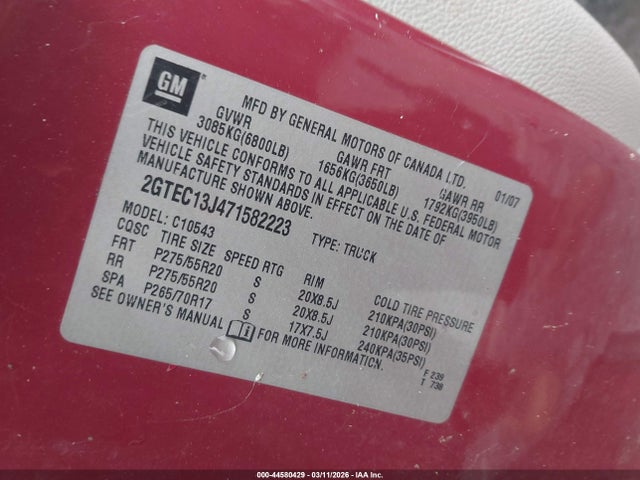 GM
MFD BY GENERAL MOTORS OF CANADA LTD. 01/07
GVWR GAWR FRT GAWR RR
3085KG(6800LB) 1656KG(3650LB) 1792KG(3950LB)
THIS VEHICLE CONFORMS TO ALL APPLICABLE U.S. FEDERAL MOTOR
VEHICLE SAFETY STANDARDS IN EFFECT ON THE DATE OF
MANUFACTURE SHOWN ABOVE.
2GTEC13J471582223 TYPE: TRUCK
MODEL: C10543
CQSC TIRE SIZE SPEED RTG RIM COLD TIRE PRESSURE
FRT P275/55R20 S 20X8.5J 210KPA(30PSI)
RR P275/55R20 S 20X8.5J 210KPA(30PSI)
SPA P265/70R17 S 17X7.5J 240KPA(35PSI)
SEE OWNER'S MANUAL FOR MORE INFORMATION.
F 239
T 738
000-44580429 - 03/11/2026 - IAA Inc.